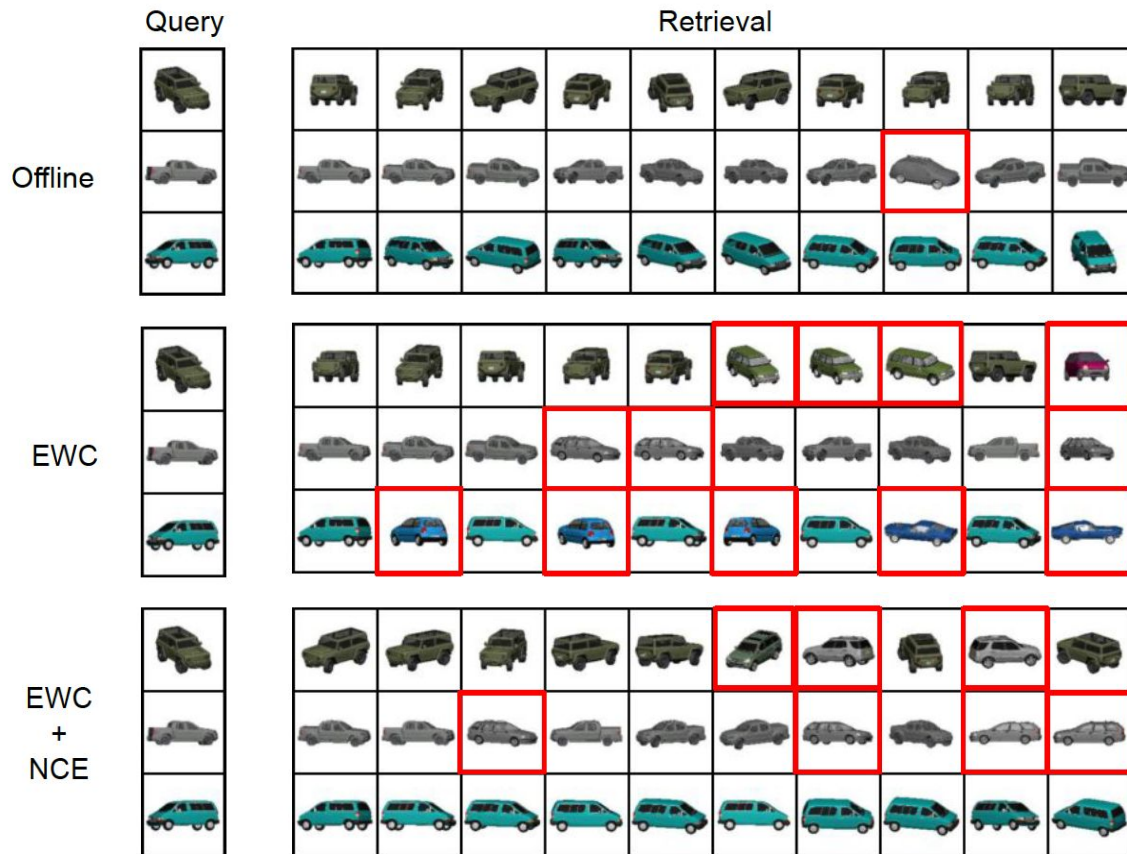 Query
Retrieval
Offline
EWC
EWC
+
NCE